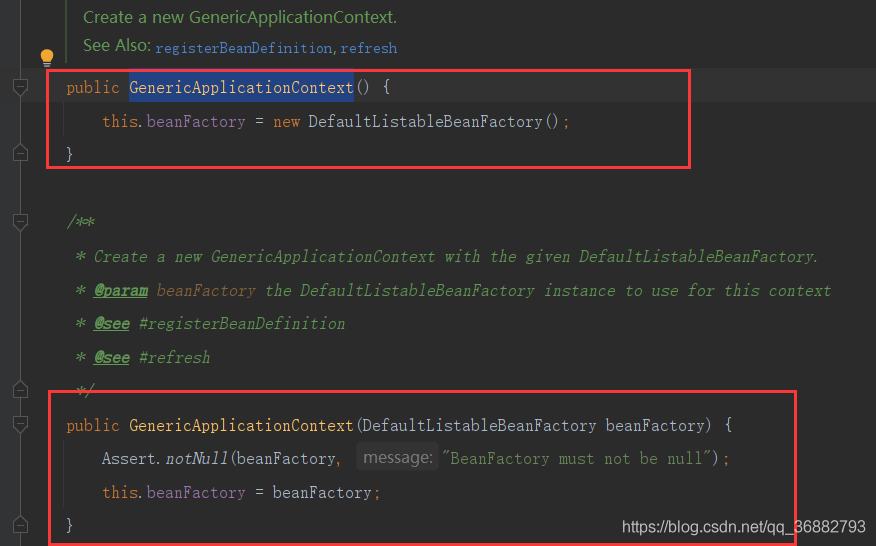 Create a new GenericApplicationContext.
See Also: registerBeanDefinition, refresh
public GenericApplicationContext() {
this.beanFactory = new DefaultListableBeanFactory();
}
/**
* Create a new GenericApplicationContext with the given DefaultListableBeanFactory.
* @param beanFactory the DefaultListableBeanFactory instance to use for this context
* @see #registerBeanDefinition
* @see #refresh
*/
public GenericApplicationContext(DefaultListableBeanFactory beanFactory) {
Assert.notNull(beanFactory, message: "BeanFactory must not be null");
this.beanFactory = beanFactory;
}
https://blog.csdn.net/qq_36882793